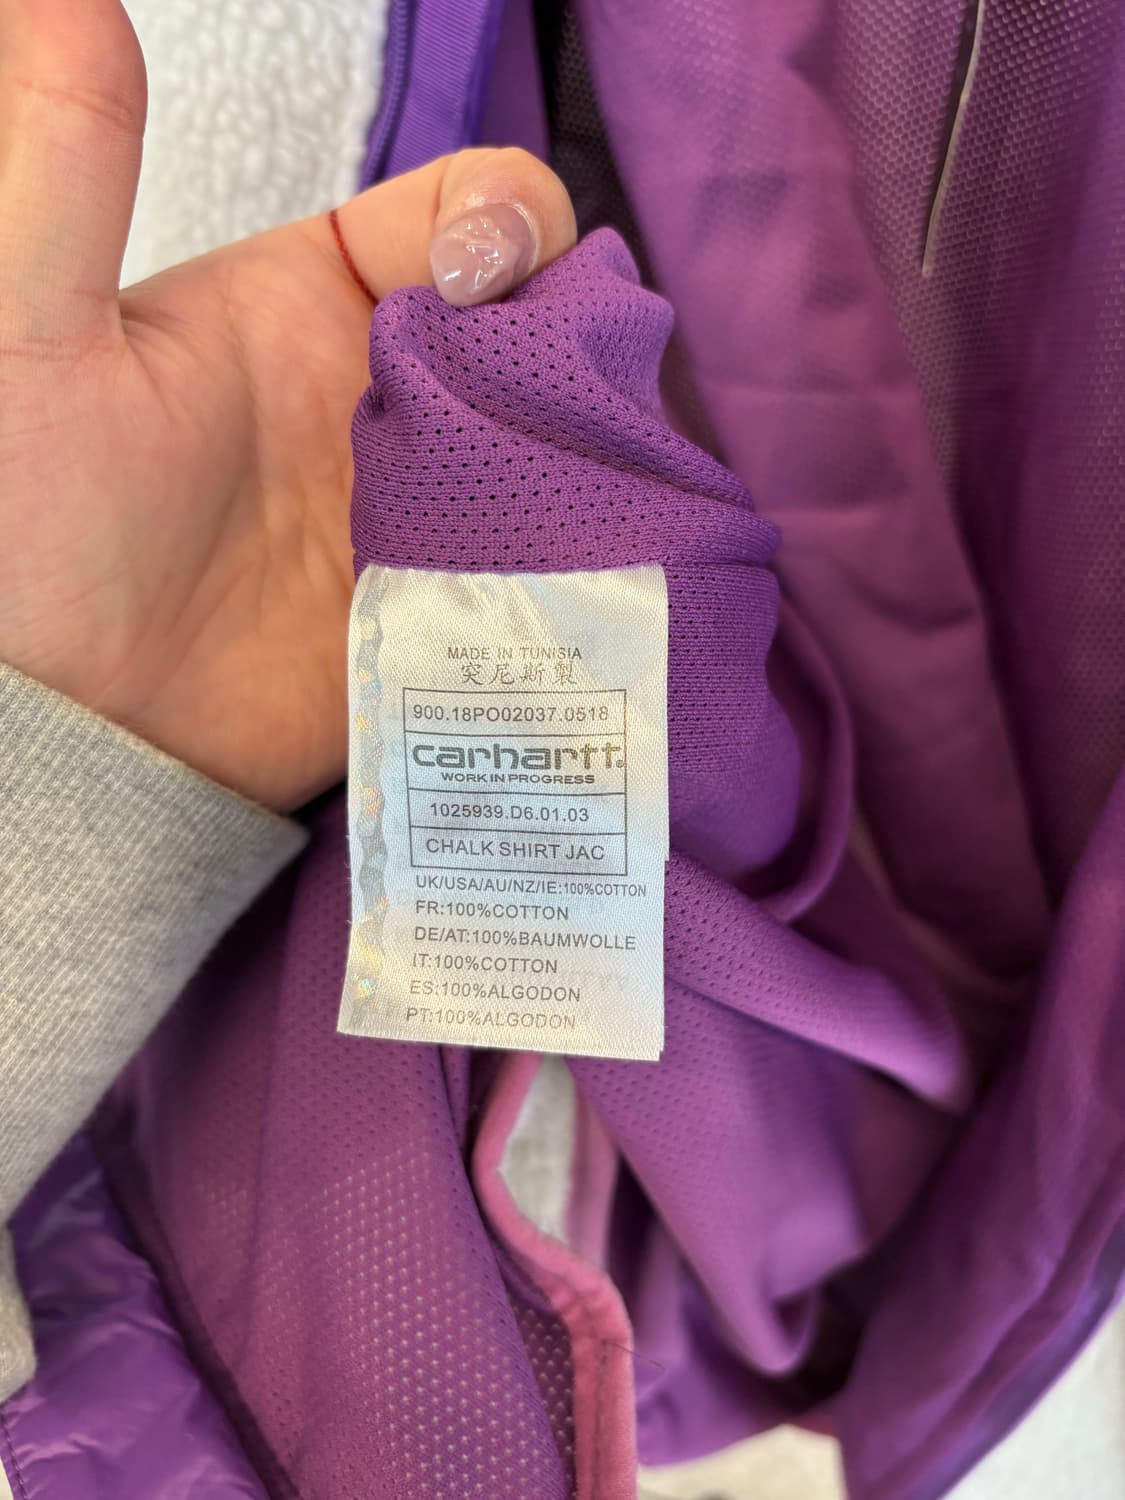 MADE IN TUNISIA
突尼斯製
900.18PO02037.0518
carhartt.
WORK IN PROGRESS
1025939.D6.01.03
CHALK SHIRT JAC
UK/USA/AU/NZ/IE:100%COTTON
FR:100%COTTON
DE/AT:100%BAUMWOLLE
IT:100%COTTON
ES:100%ALGODON
PT:100%ALGODON